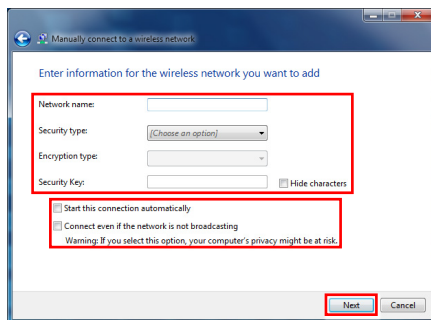 Manually connect to a wireless network
Enter information for the wireless network you want to add
Network name:
Security type:
[Choose an option]
Encryption type:
Security Key:
Hide characters
Start this connection automatically
Connect even if the network is not broadcasting
Warning: If you select this option, your computer's privacy might be at risk.
Next
Cancel